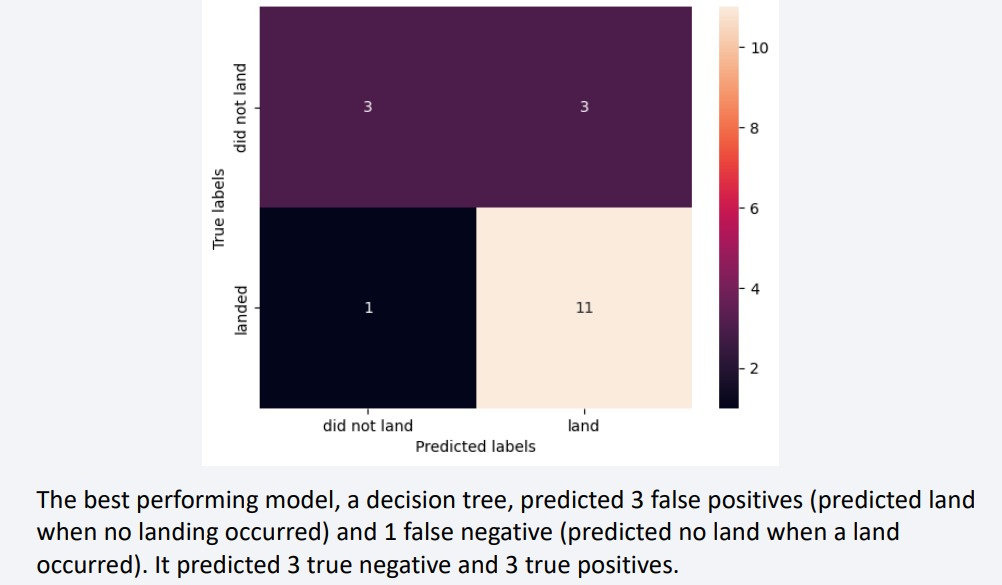 10
did not land
3
3
8
True labels
6
4
landed
1
11
2
did not land
land
Predicted labels
The best performing model, a decision tree, predicted 3 false positives (predicted land
when no landing occurred) and 1 false negative (predicted no land when a land
occurred). It predicted 3 true negative and 3 true positives.